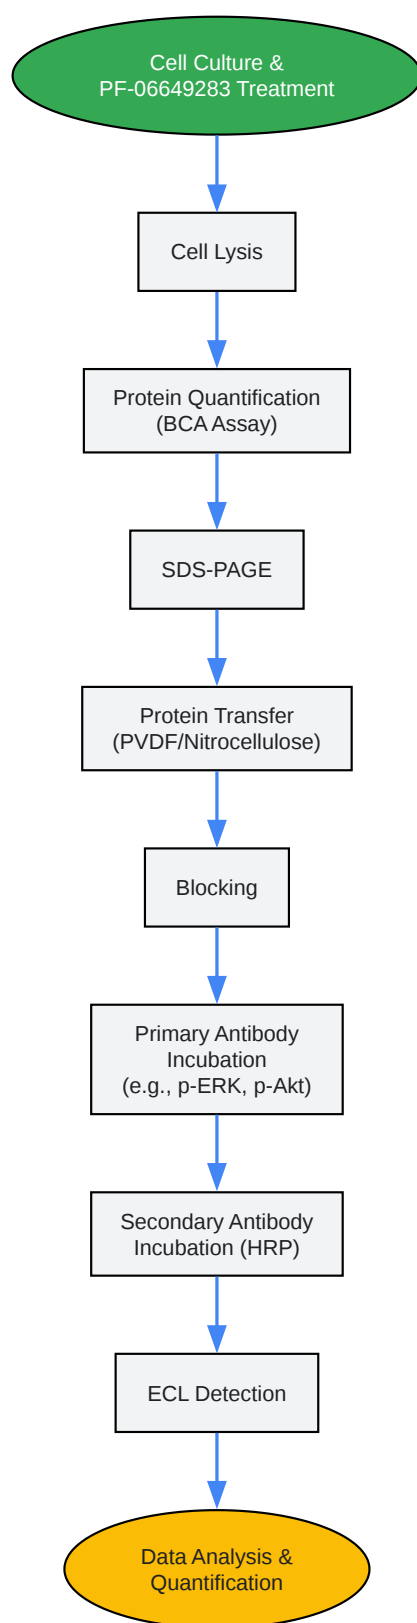 Cell Culture &
PF-06649283 Treatment
Cell Lysis
Protein Quantification
(BCA Assay)
SDS-PAGE
Protein Transfer
(PVDF/Nitrocellulose)
Blocking
Primary Antibody
Incubation
(e.g., p-ERK, p-Akt)
Secondary Antibody
Incubation (HRP)
ECL Detection
Data Analysis &
Quantification